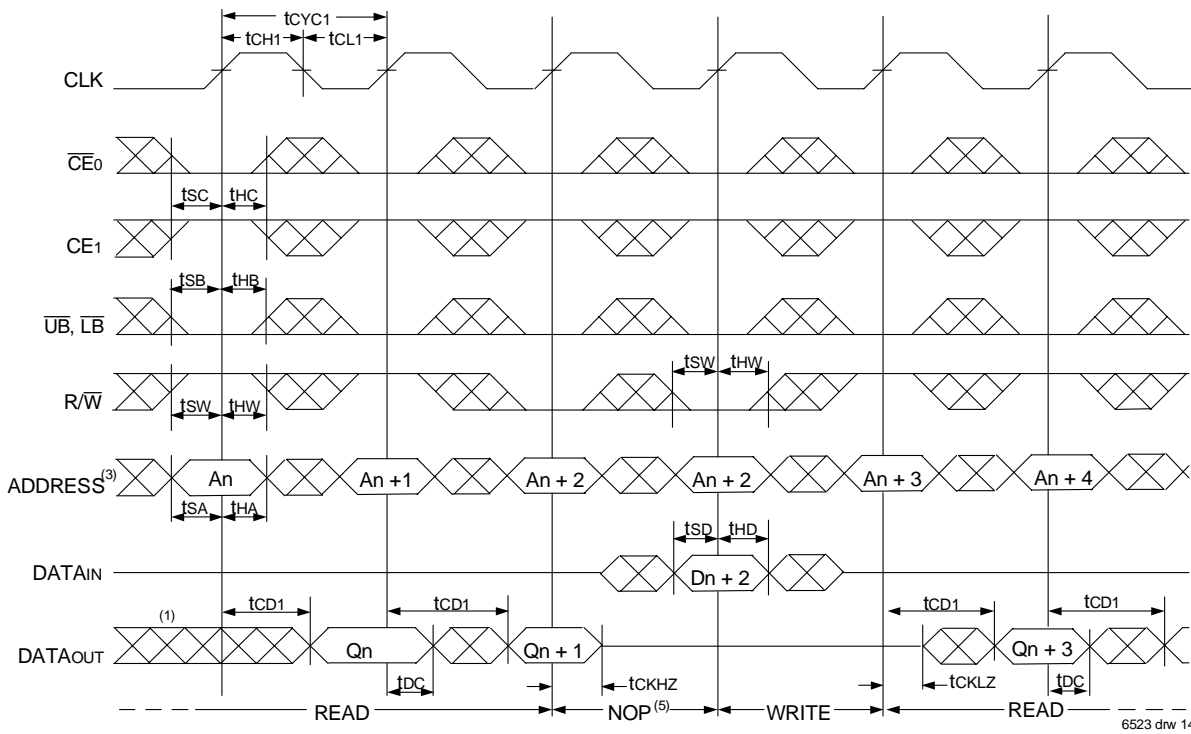 tCYC1
tCH1 tCL1
CLK
CE0
tSC tHC
CE1
tSB tHB
UB, LB
tSW tHW
R/W
tSW tHW
ADDRESS(3) An An +1 An + 2 An + 2 An + 3 An + 4
tSA tHA
tSD tHD
DATAIN Dn + 2
(1) tCD1 tCD1 tCD1 tCD1
DATAOUT Qn Qn + 1 Qn + 3
tDC tCKHZ tCKLZ tDC
READ NOP(5) WRITE READ
6523 drw 14